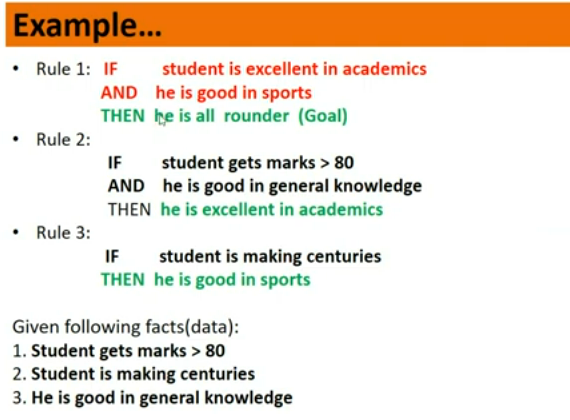 Example...
• Rule 1: IF student is excellent in academics
AND he is good in sports
THEN he is all rounder (Goal)
• Rule 2:
IF student gets marks > 80
AND he is good in general knowledge
THEN he is excellent in academics
• Rule 3:
IF student is making centuries
THEN he is good in sports
Given following facts(data):
1. Student gets marks > 80
2. Student is making centuries
3. He is good in general knowledge